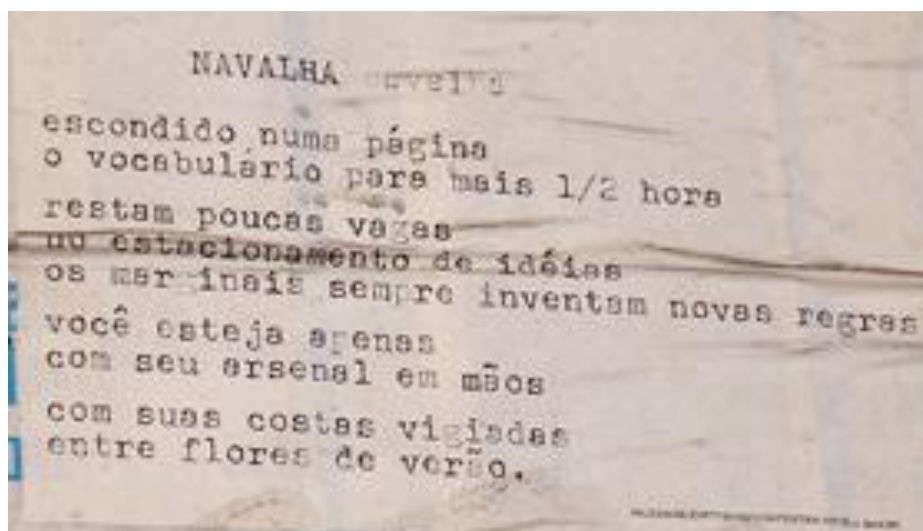 NAVALHA navalha
escondido numa página
o vocabulário para mais 1/2 hora
restam poucas vagas
no estacionamento de idéias
os marginais sempre inventam novas regras
você esteja apenas
com seu arsenal em mãos
com suas costas vigiadas
entre flores de verão.